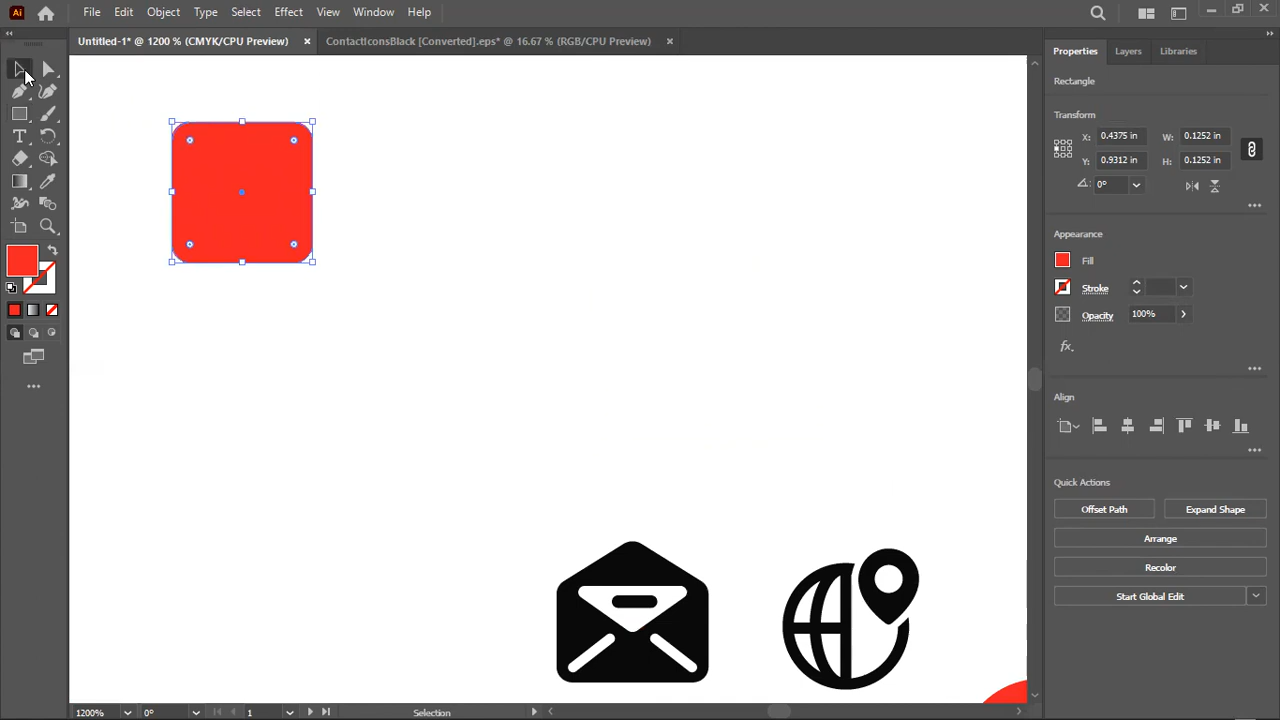 Ai File Edit Object Type Select Effect View Window Help
Untitled-1* @ 1200 % (CMYK/CPU Preview) × ContactIconsBlack [Converted].eps* @ 16.67 % (RGB/CPU Preview) ×
Properties Layers Libraries
Rectangle
Transform
X: 0.4375 in W: 0.1252 in
Y: 0.9312 in H: 0.1252 in
0°
Appearance
Fill
Stroke
Opacity 100%
fx.
Align
Quick Actions
Offset Path Expand Shape
Arrange
Recolor
Start Global Edit
1200% 0° 1 Selection